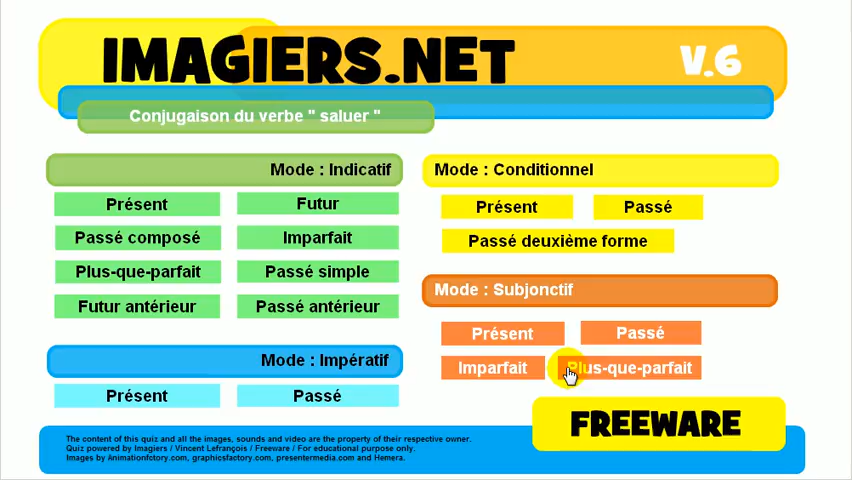 IMAGIERS.NET
V.6
Conjugaison du verbe " saluer "
Mode : Indicatif
Présent
Futur
Passé composé
Imparfait
Plus-que-parfait
Passé simple
Futur antérieur
Passé antérieur
Mode : Impératif
Présent
Passé
Mode : Conditionnel
Présent
Passé
Passé deuxième forme
Mode : Subjonctif
Présent
Passé
Imparfait
Plus-que-parfait
FREEWARE
The content of this quiz and all the images, sounds and video are the property of their respective owner.
Quiz powered by Imagiers / Vincent Lefrançois / Freeware / For educational purpose only.
Images by Animationfctory.com, graphicsfactory.com, presentermedia.com and Hemera.